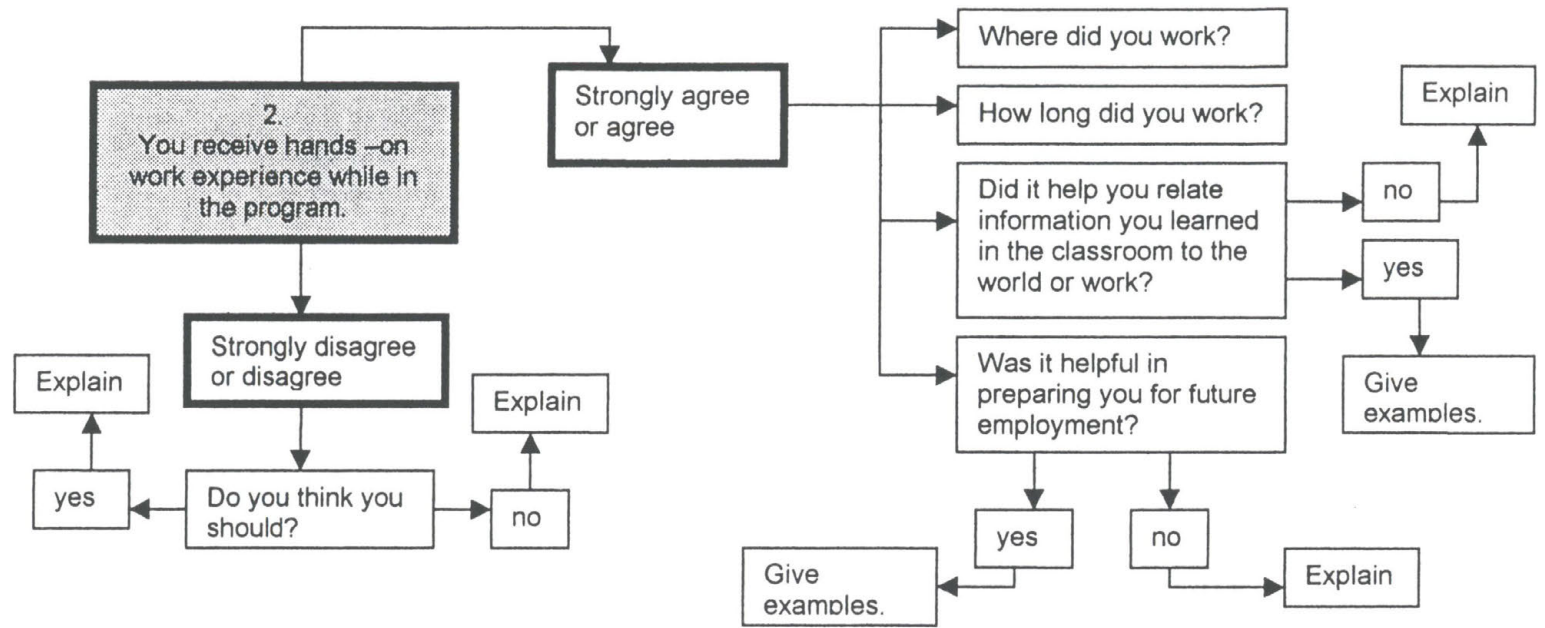 2.
You receive hands –on
work experience while in
the program.
Strongly agree
or agree
Where did you work?
How long did you work?
Did it help you relate
information you learned
in the classroom to the
world or work?
no
Explain
yes
Give
examples.
Was it helpful in
preparing you for future
employment?
yes
Give
examples.
no
Explain
Strongly disagree
or disagree
Do you think you
should?
yes
Explain
no
Explain